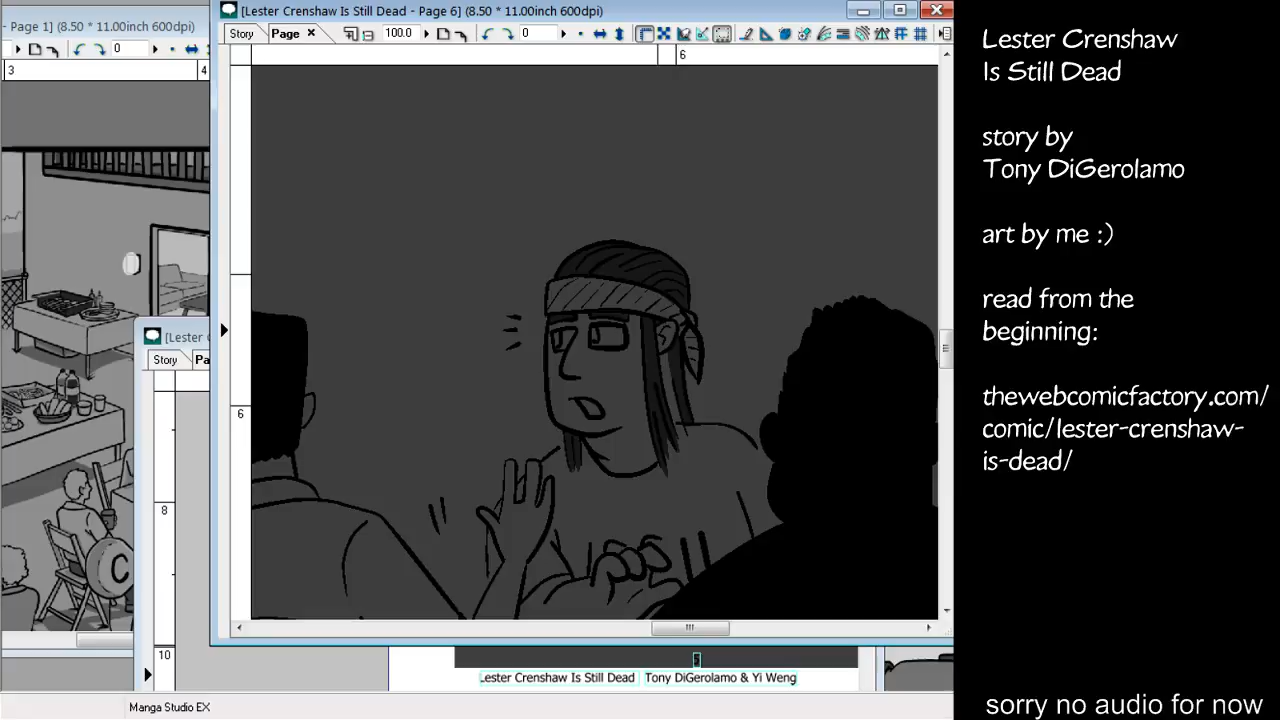 - Page 1] (8.50 * 11.00inch 600dpi)
0
3
4
[Lester Crenshaw Is Still Dead - Page 6] (8.50 * 11.00inch 600dpi)
Story
Page
100.0
0
6
6
C
[Lester
Story
Pa
8
10
5
Lester Crenshaw Is Still Dead
Tony DiGerolamo & Yi Weng
Manga Studio EX
Lester Crenshaw
Is Still Dead
story by
Tony DiGerolamo
art by me :)
read from the
beginning:
thewebcomicfactory.com/
comic/lester-crenshaw-
is-dead/
sorry no audio for now